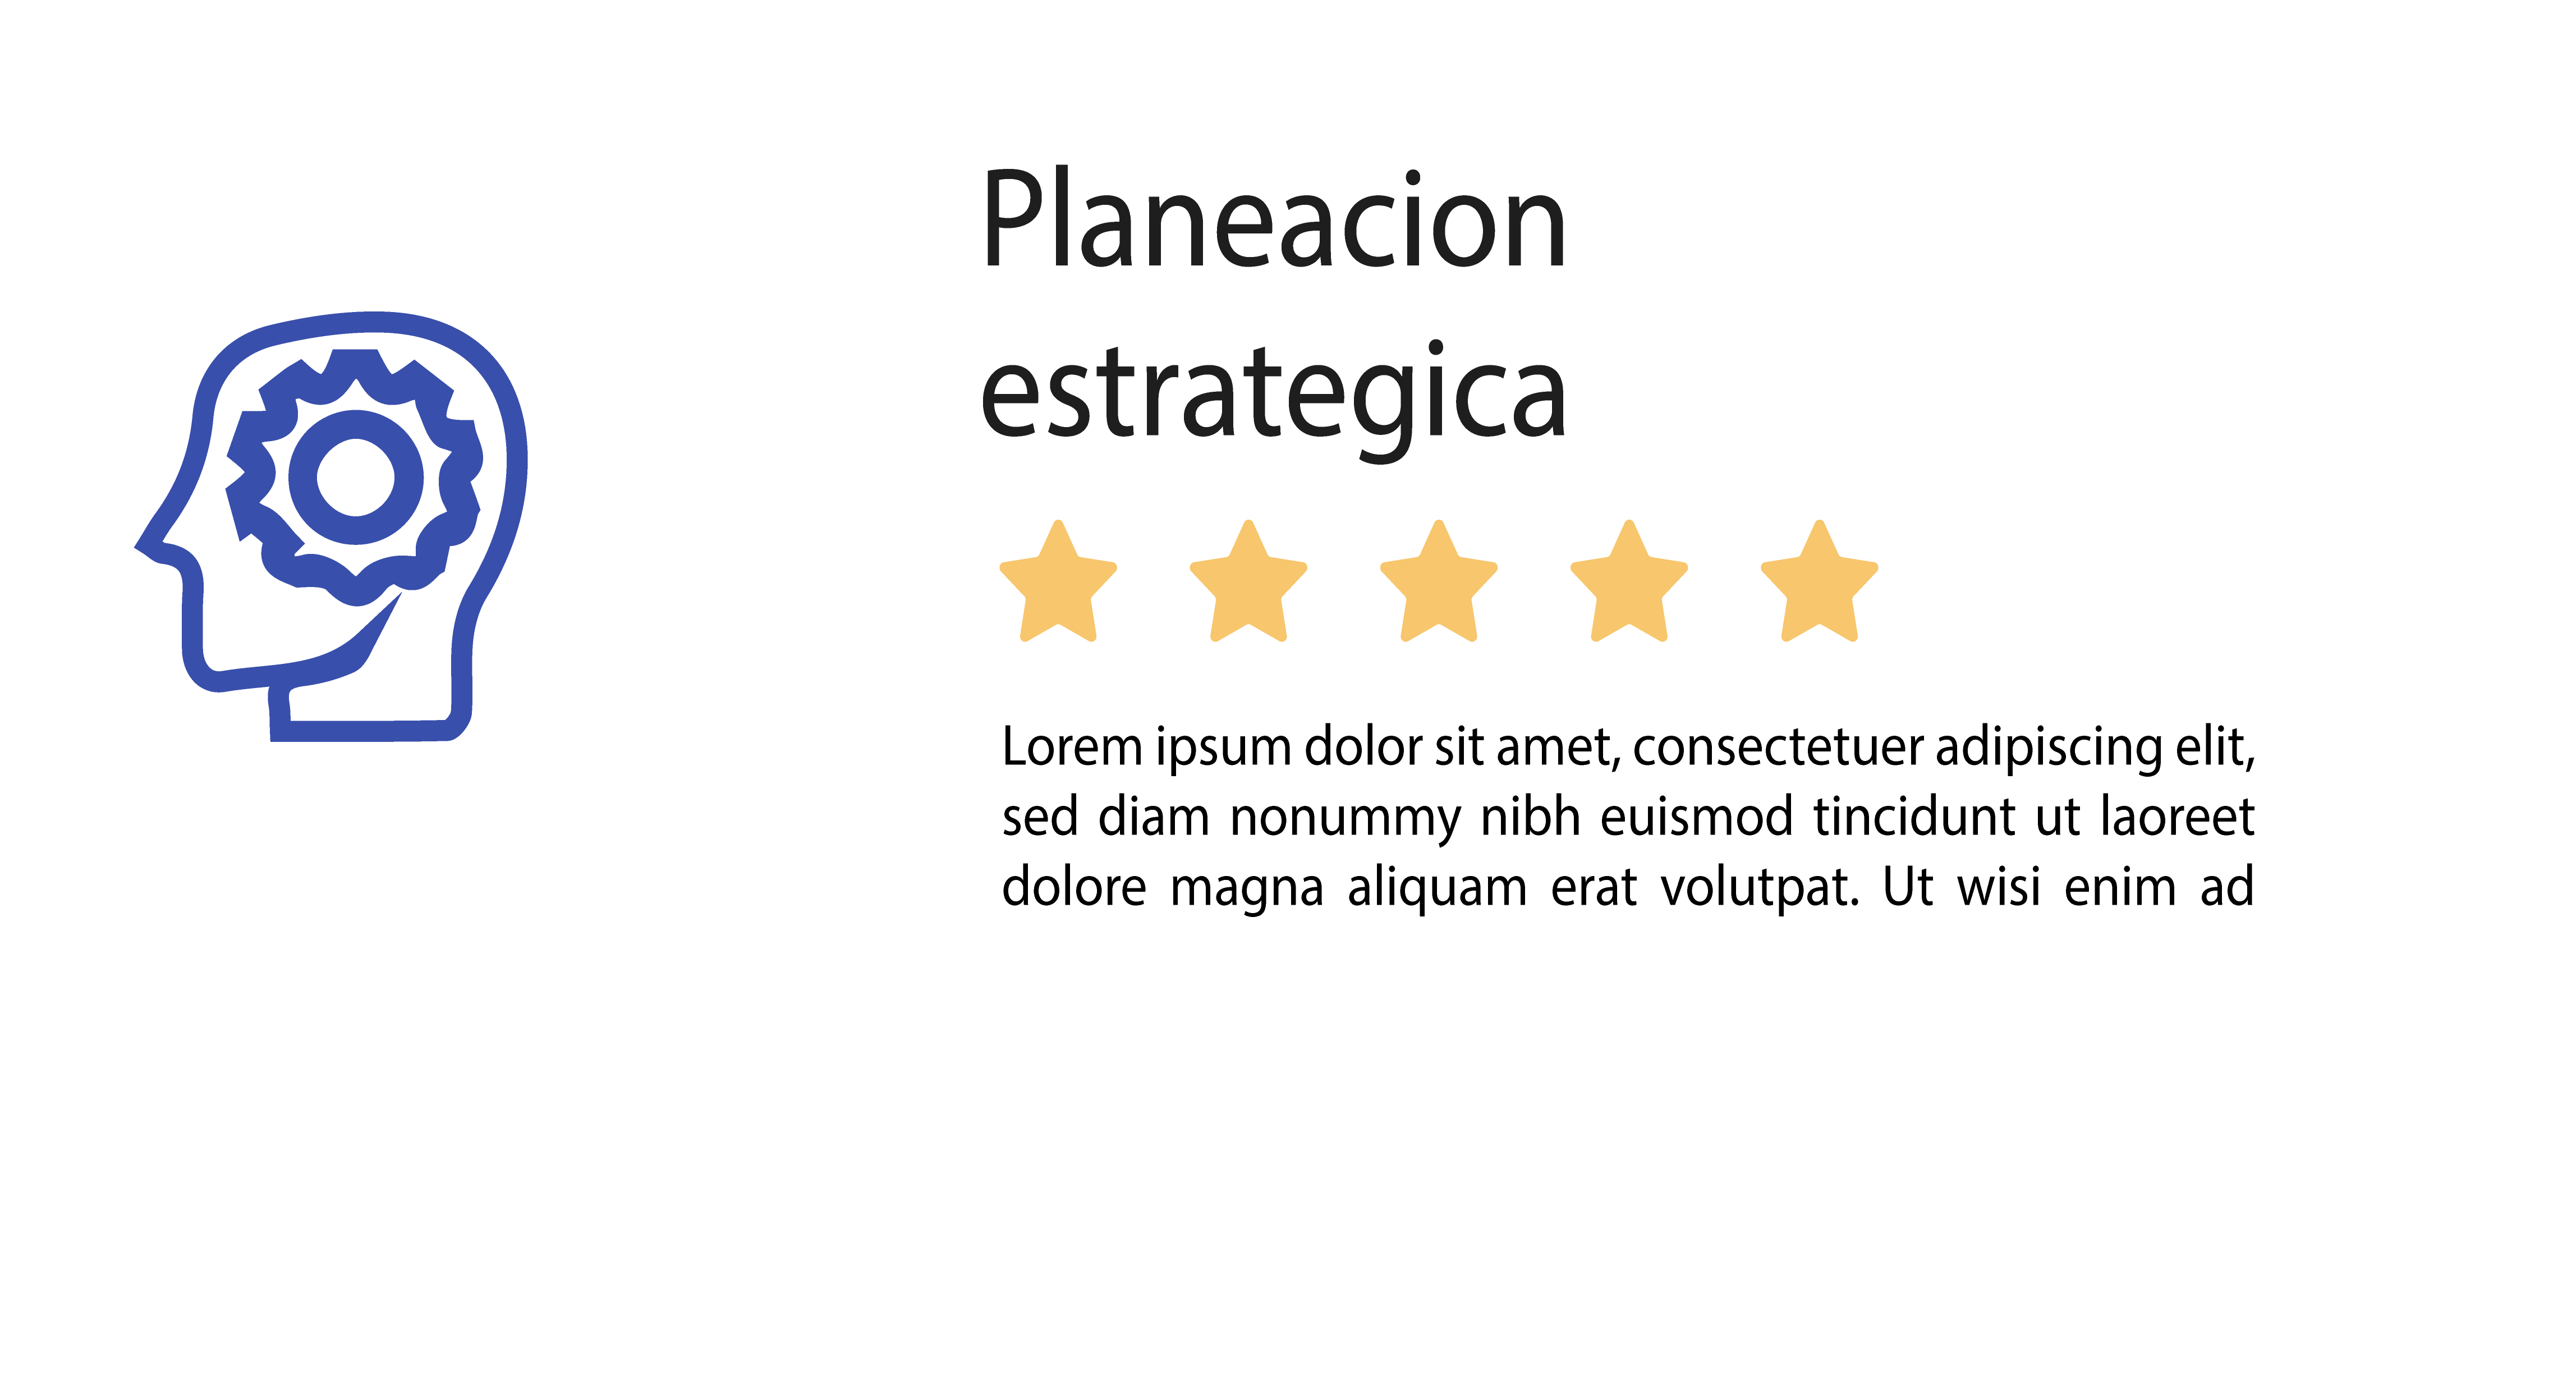 Planeacion
estrategica
Lorem ipsum dolor sit amet, consectetuer adipiscing elit,
sed diam nonummy nibh euismod tincidunt ut laoreet
dolore magna aliquam erat volutpat. Ut wisi enim ad